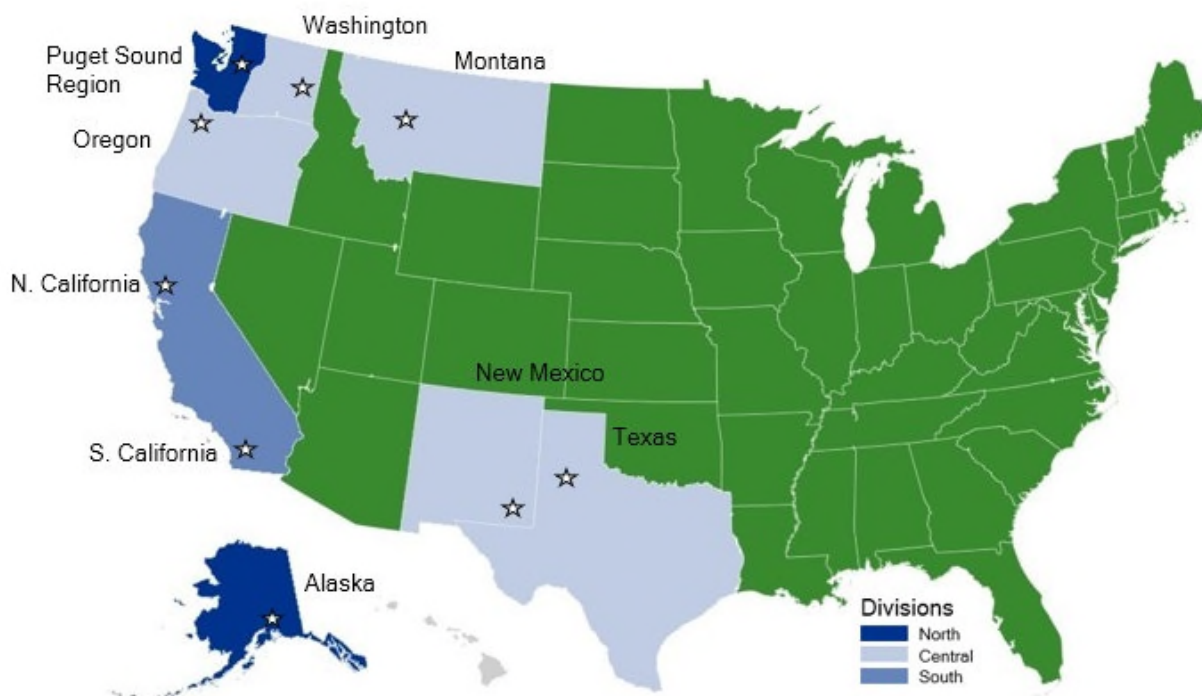 Washington
Puget Sound
Region
Montana
Oregon
N. California
New Mexico
Texas
S. California
Alaska
Divisions
North
Central
South